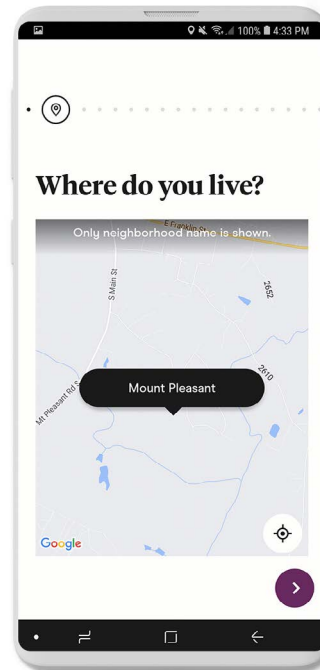 100% 4:33 PM
Where do you live?
E Franklin St
Only neighborhood name is shown.
S Main St
2652
2610
Mt Pleasant Rd S
Mount Pleasant
Google